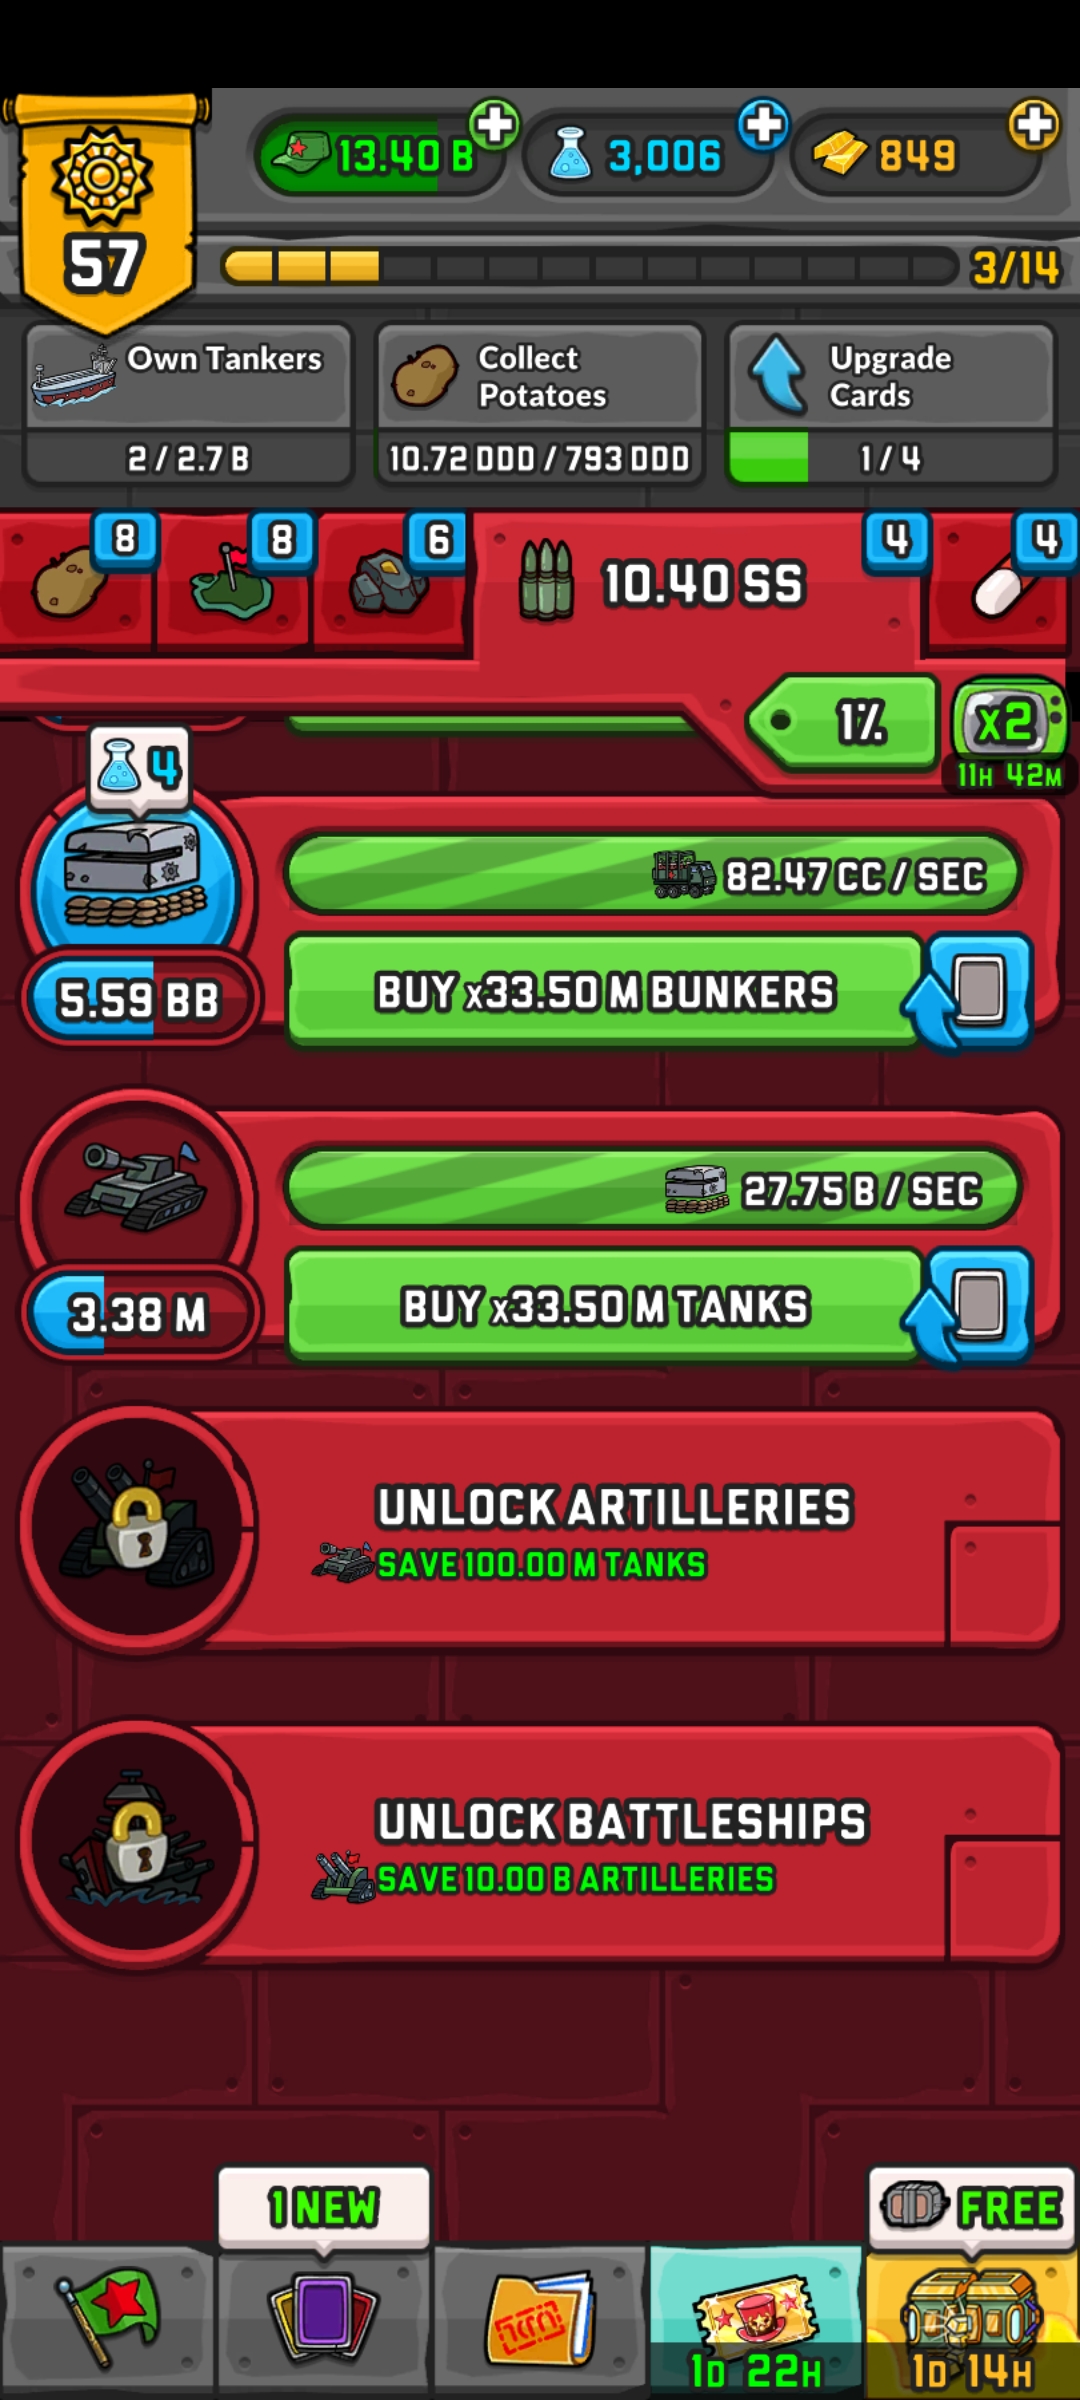 57
13.40 B
3,006
849
3/14
Own Tankers
2 / 2.7 B
Collect
Potatoes
10.72 DDD / 793 DDD
Upgrade
Cards
1 / 4
8
8
6
10.40 SS
4
4
1%
x2
11H 42M
4
82.47 CC / SEC
5.59 BB
BUY x33.50 M BUNKERS
27.75 B / SEC
3.38 M
BUY x33.50 M TANKS
UNLOCK ARTILLERIES
SAVE 100.00 M TANKS
UNLOCK BATTLESHIPS
SAVE 10.00 B ARTILLERIES
1 NEW
FREE
1D 22H
1D 14H